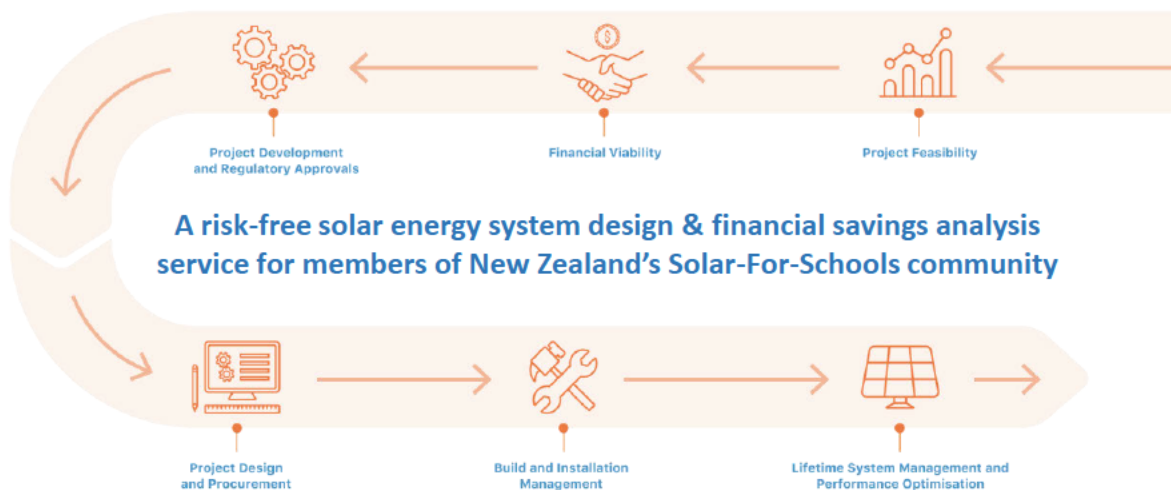 $
Project Development
and Regulatory Approvals
Financial Viability
Project Feasibility
A risk-free solar energy system design & financial savings analysis
service for members of New Zealand's Solar-For-Schools community
Project Design
and Procurement
Build and Installation
Management
Lifetime System Management and
Performance Optimisation